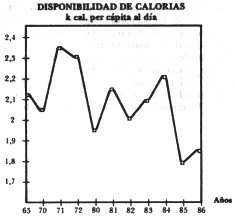 DISPONIBILIDAD DE CALORIAS
k cal. per cápita al día
2,4
2,3
2,2
2,1
2
1,9
1,8
1,7
65 70 71 72 80 81 82 83 84 85 86
Años